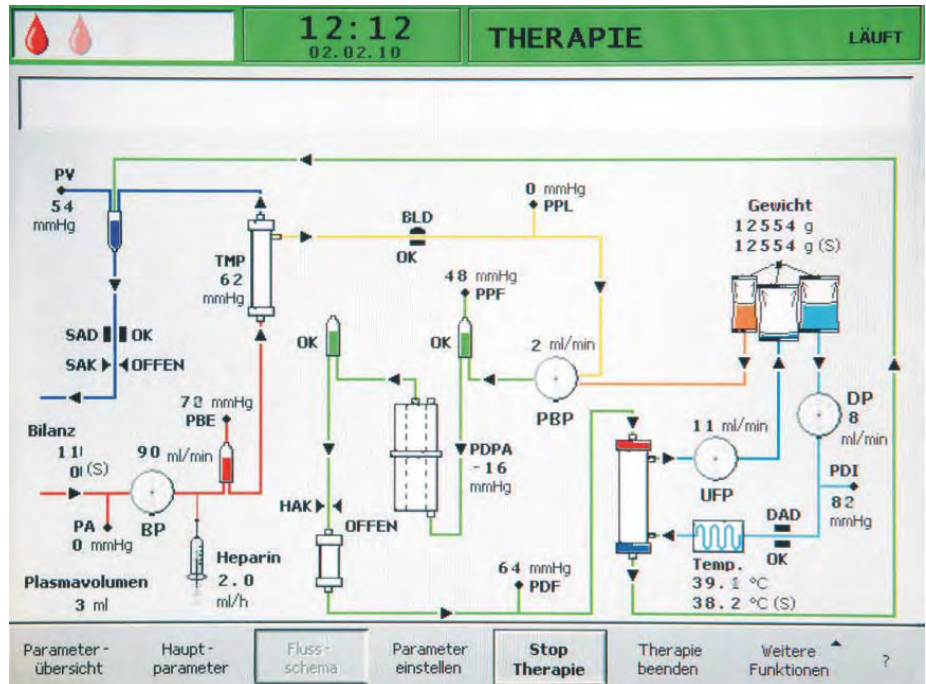 12:12
02.02.10
THERAPIE
LÄUFT
PV
54
mmHg
TMP
62
mmHg
BLD
OK
0 mmHg
PPL
Gewicht
12554 g
12554 g (S)
48 mmHg
PPF
SAD
OK
SAK
OFFEN
OK
OK
2 ml/min
PBP
DP
8
ml/min
78 mmHg
PBE
Bilanz
(S)
90 ml/min
BP
PA
0 mmHg
PDPA
-16
mmHg
HAK
OFFEN
11 ml/min
UFP
PDI
82
mmHg
DAD
OK
Heparin
2.0
ml/h
Plasmavolumen
3 ml
64 mmHg
PDF
Temp.
39.1 °C
38.2 °C (S)
Parameter-
übersicht
Haupt-
parameter
Fluss-
schema
Parameter
einstellen
Stop
Therapie
Therapie
beenden
Weitere
Funktionen
?